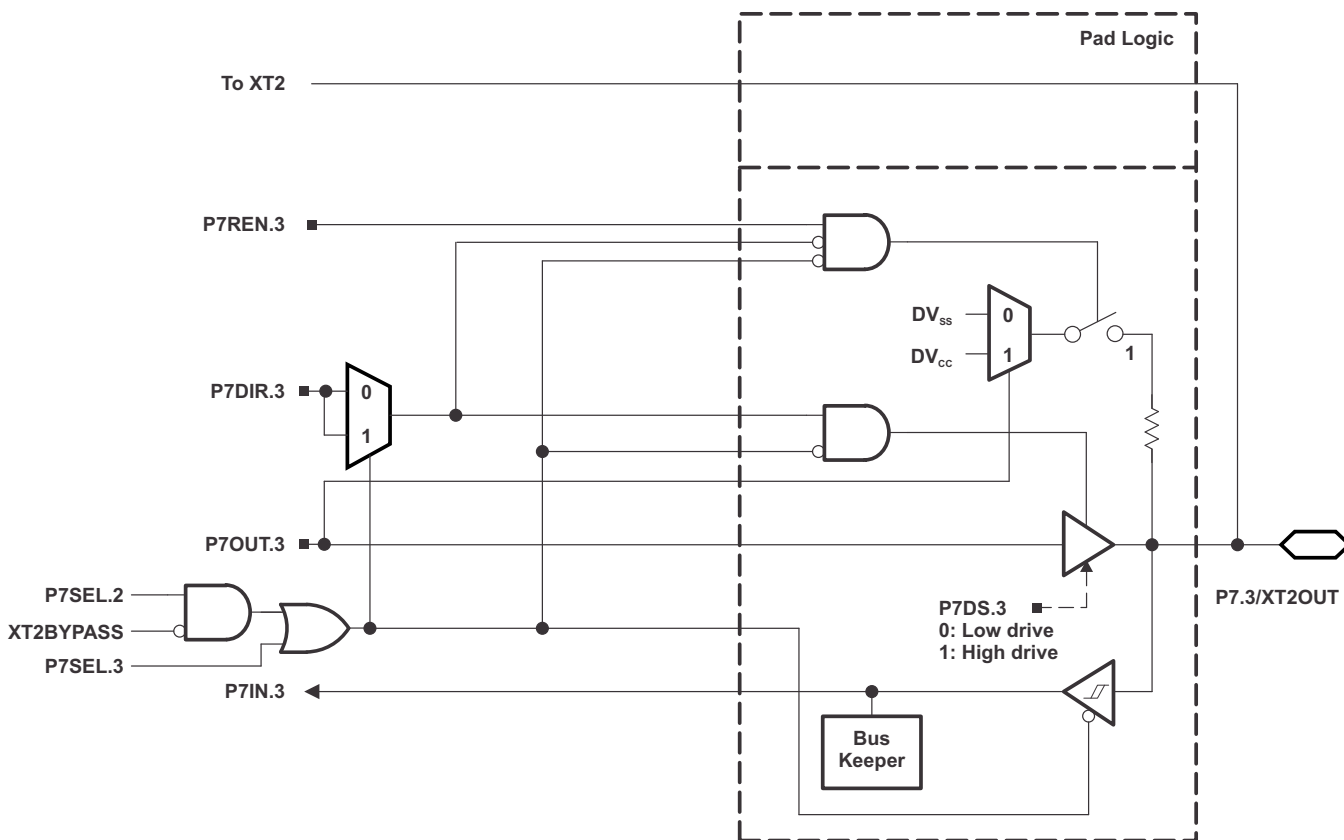 Pad Logic
To XT2
P7REN.3
DVSS
0
DVCC
1
1
P7DIR.3
0
1
P7OUT.3
P7SEL.2
XT2BYPASS
P7SEL.3
P7DS.3
0: Low drive
1: High drive
P7.3/XT2OUT
P7IN.3
Bus
Keeper